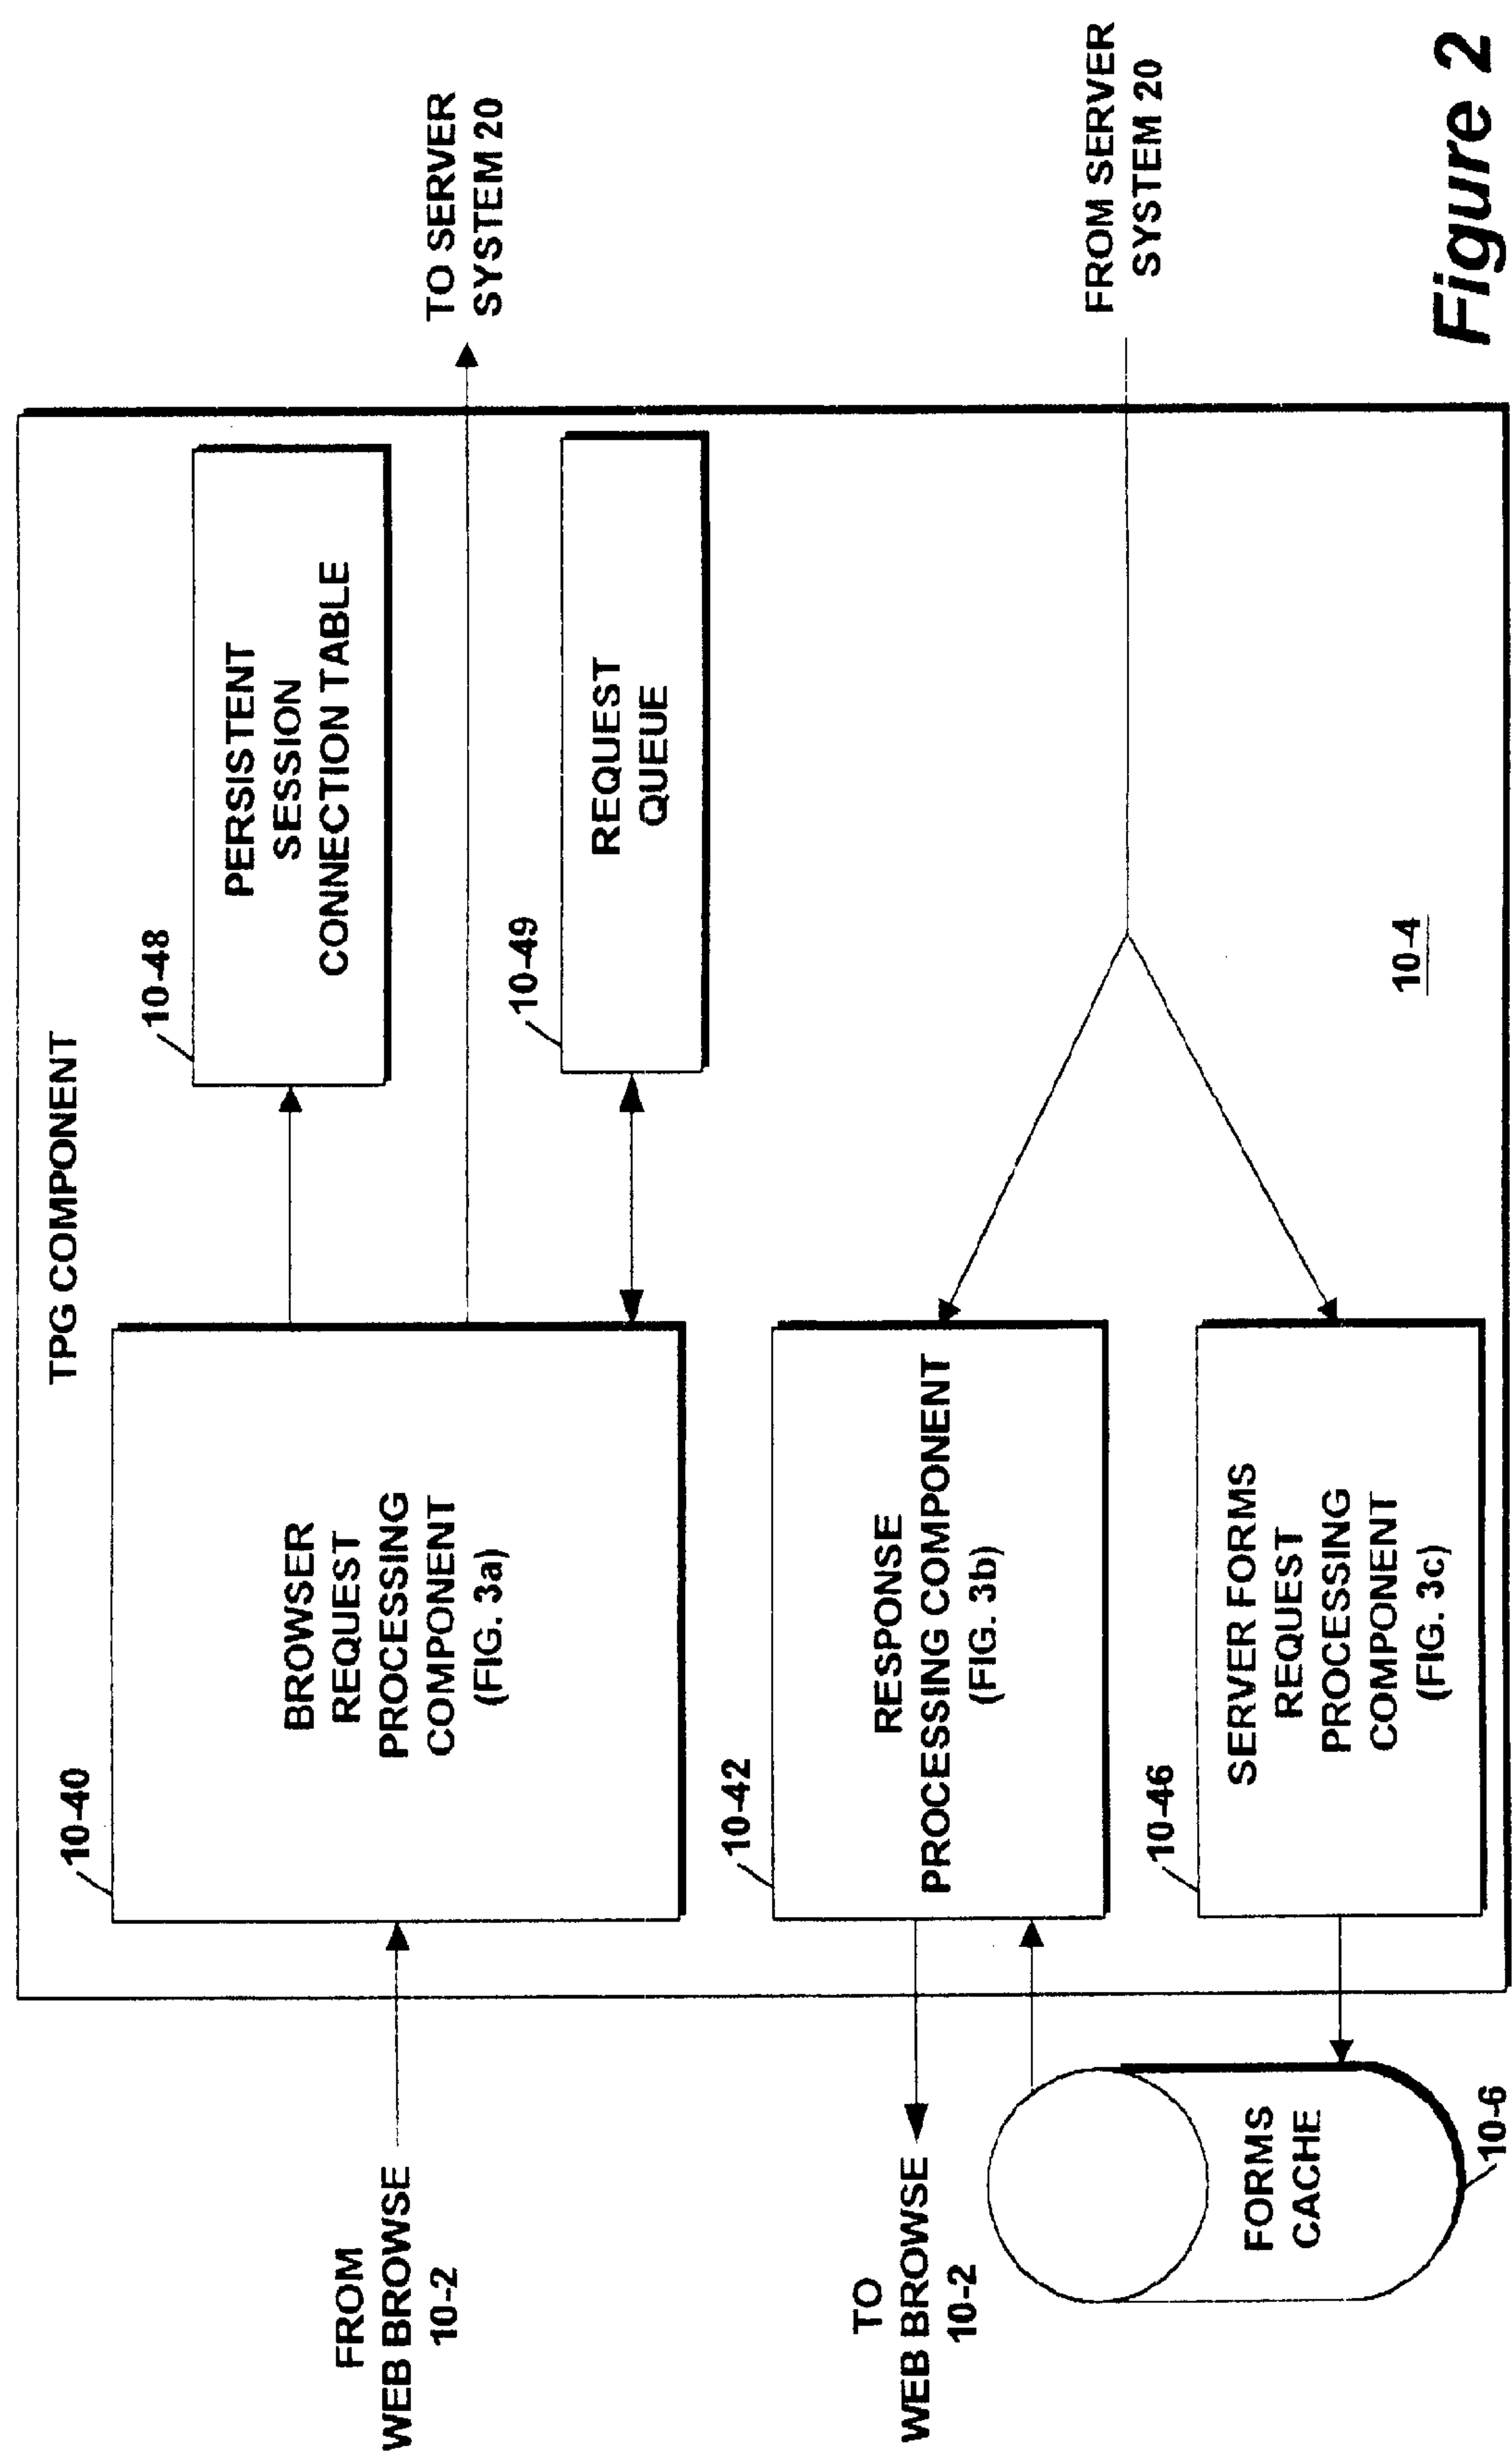 TPG COMPONENT
FROM
WEB BROWSE
10-2
10-40
BROWSER
REQUEST
PROCESSING
COMPONENT
(FIG. 3a)
10-48
PERSISTENT
SESSION
CONNECTION TABLE
TO SERVER
SYSTEM 20
10-49
REQUEST
QUEUE
TO
WEB BROWSE
10-2
10-42
RESPONSE
PROCESSING COMPONENT
(FIG. 3b)
FROM SERVER
SYSTEM 20
FORMS
CACHE
10-6
10-46
SERVER FORMS
REQUEST
PROCESSING
COMPONENT
(FIG. 3c)
10-4
Figure 2